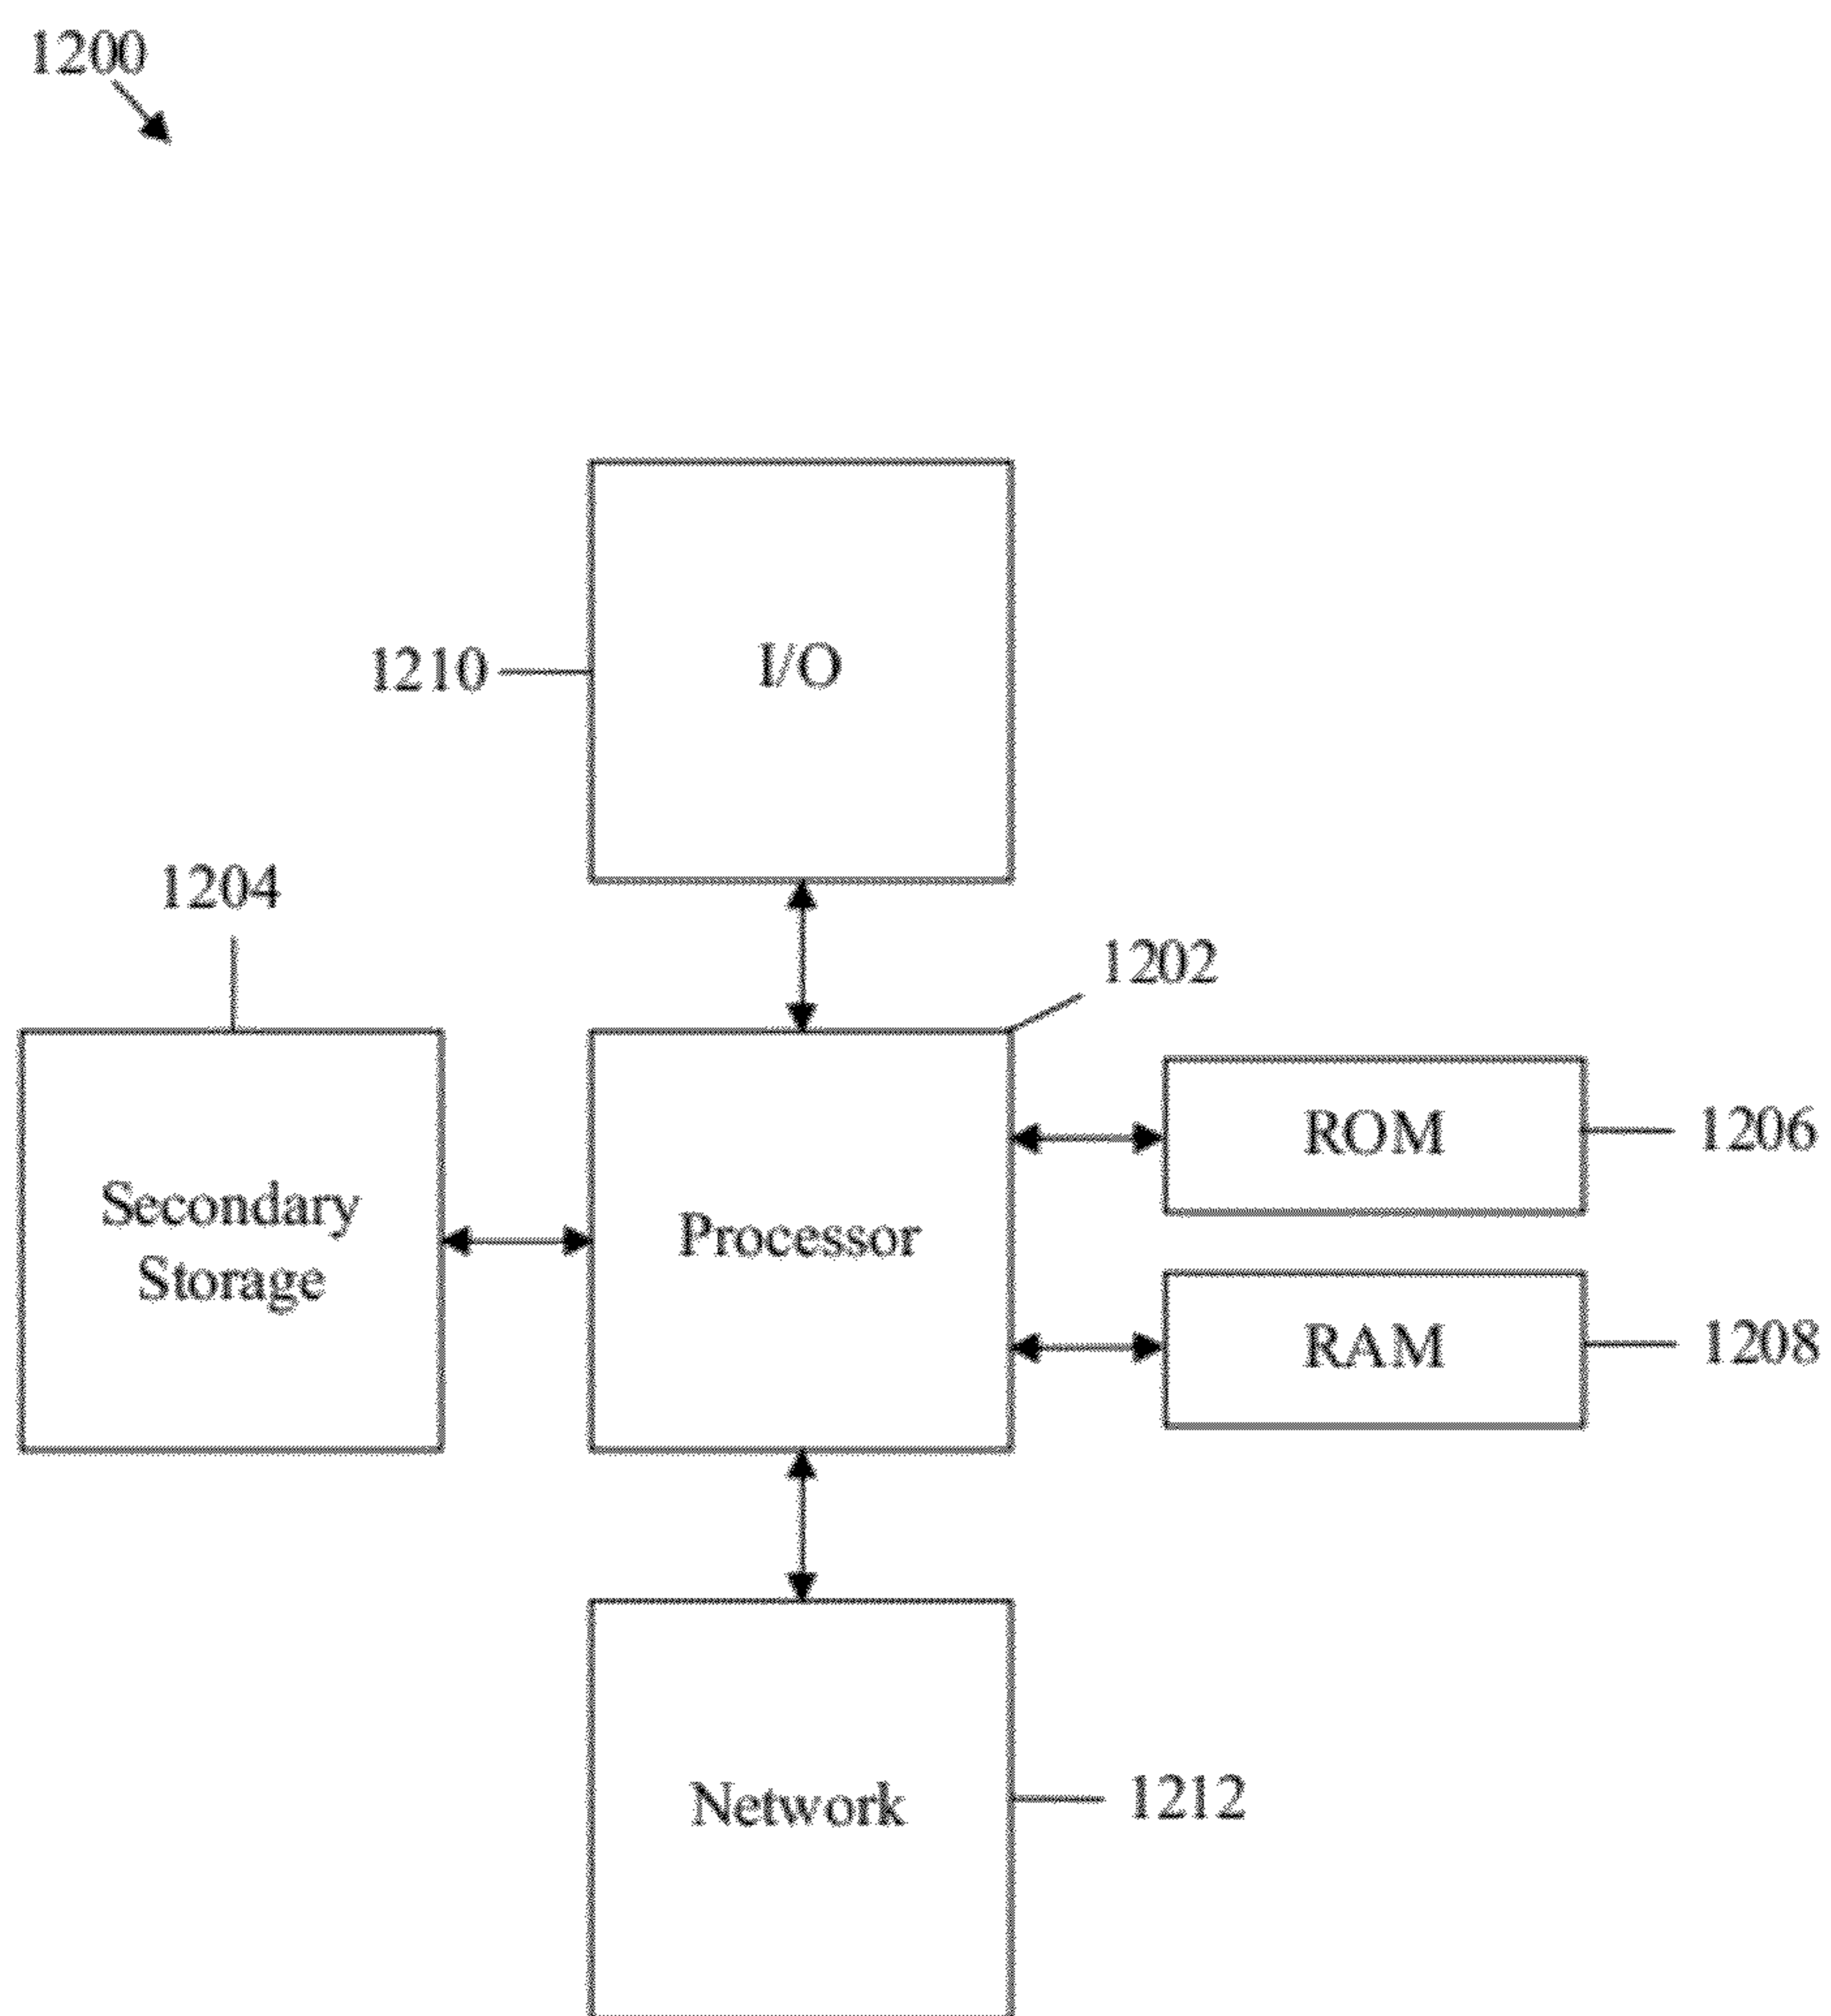 1200
1210
I/O
1204
1202
Secondary
Storage
Processor
ROM
1206
RAM
1208
Network
1212